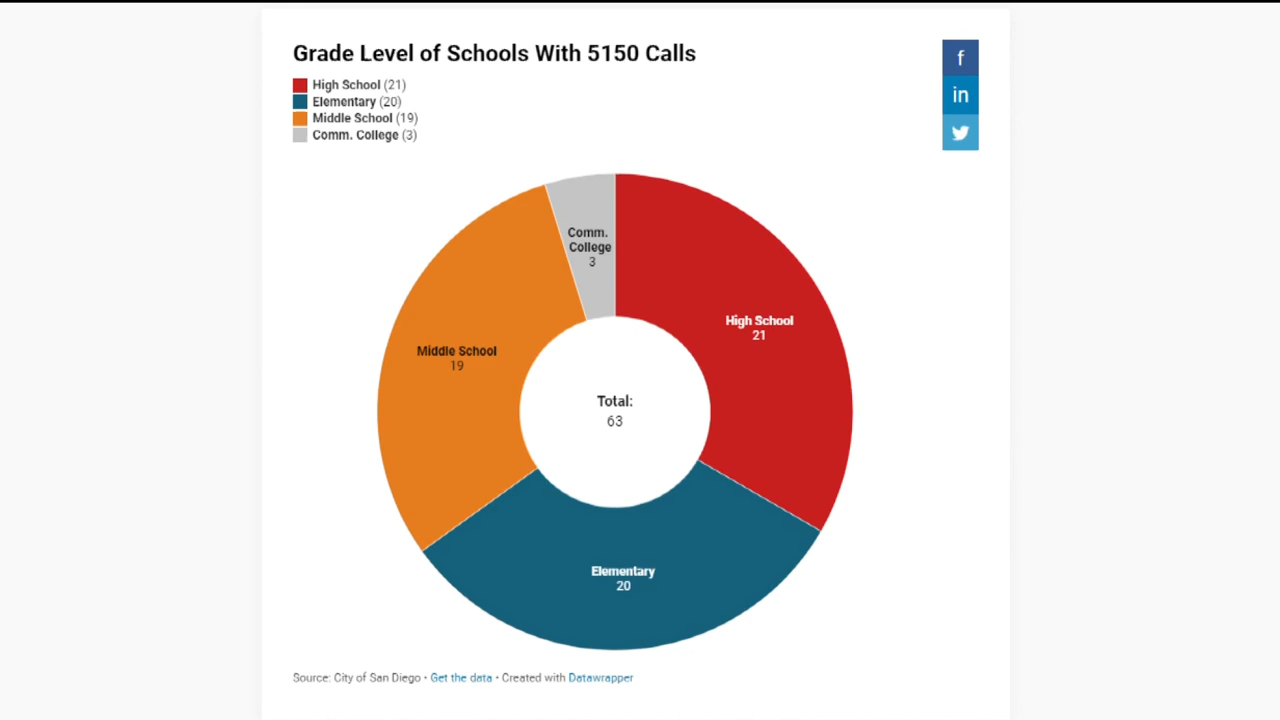 Grade Level of Schools With 5150 Calls
f
High School (21)
in
Elementary (20)
Middle School (19)
Comm. College (3)
Comm.
College
3
High School
21
Middle School
19
Total:
63
Elementary
20
Source: City of San Diego • Get the data • Created with Datawrapper